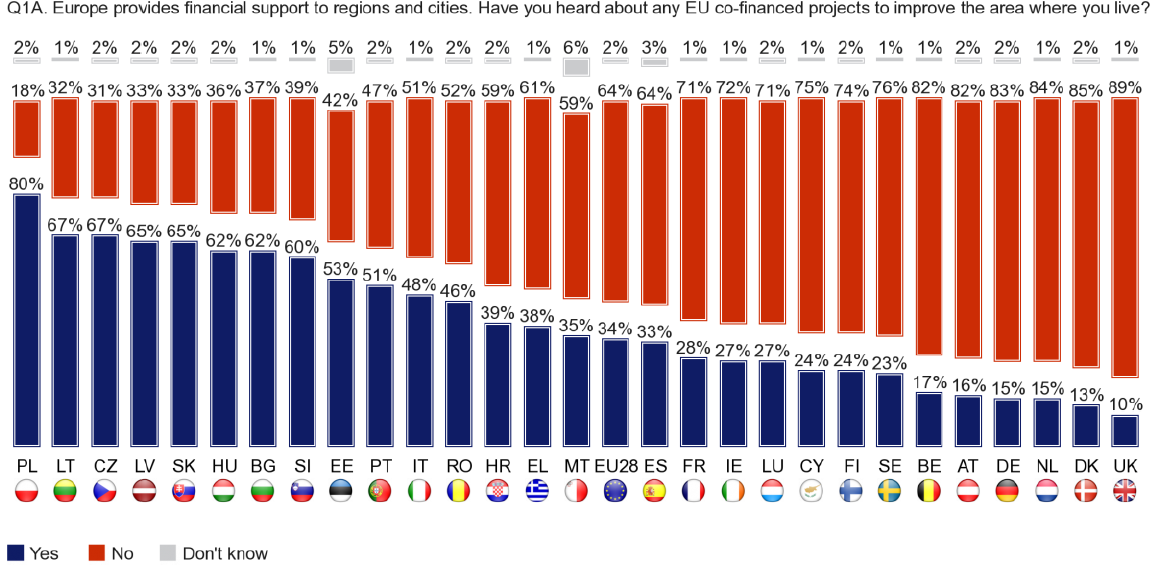 Q1A. Europe provides financial support to regions and cities. Have you heard about any EU co-financed projects to improve the area where you live?
2% 1% 2% 2% 2% 2% 1% 1% 5% 2% 1% 2% 2% 1% 6% 2% 3% 1% 1% 2% 1% 2% 1% 1% 2% 2% 1% 2% 1%
18% 32% 31% 33% 33% 36% 37% 39% 42% 47% 51% 52% 59% 61% 59% 64% 64% 71% 72% 71% 75% 74% 76% 82% 82% 83% 84% 85% 89%
80% 67% 67% 65% 65% 62% 62% 60% 53% 51% 48% 46% 39% 38% 35% 34% 33% 28% 27% 27% 24% 24% 23% 17% 16% 15% 15% 13% 10%
PL LT CZ LV SK HU BG SI EE PT IT RO HR EL MT EU28 ES FR IE LU CY FI SE BE AT DE NL DK UK
Yes No Don't know